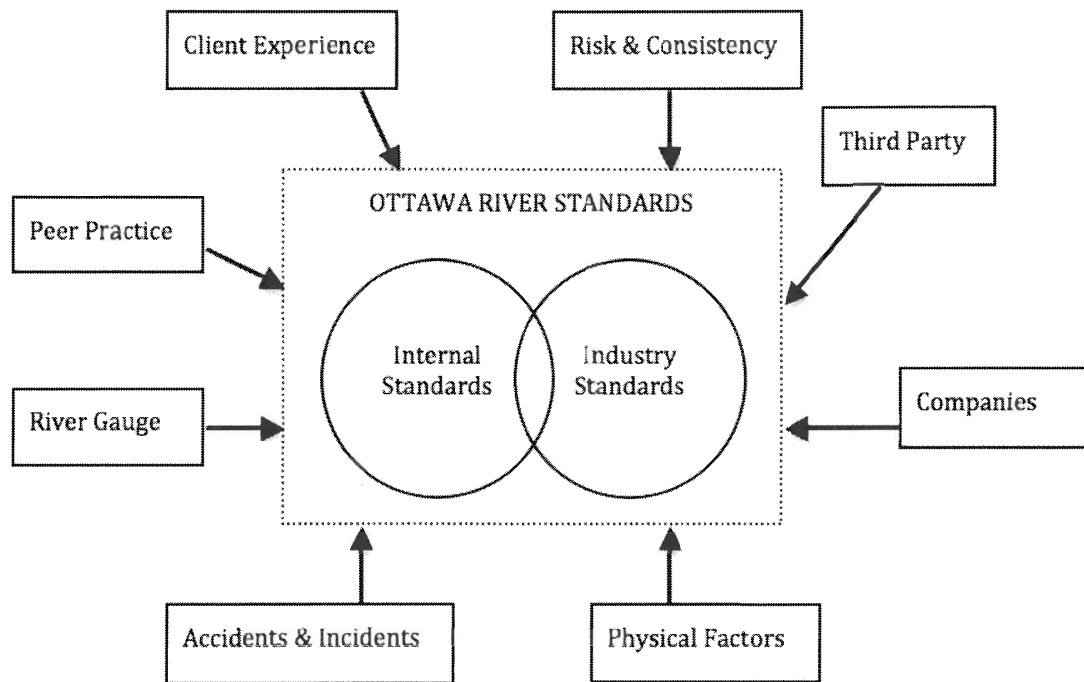 Client Experience
Risk & Consistency
Third Party
OTTAWA RIVER STANDARDS
Peer Practice
Internal
Standards
Industry
Standards
River Gauge
Companies
Accidents & Incidents
Physical Factors